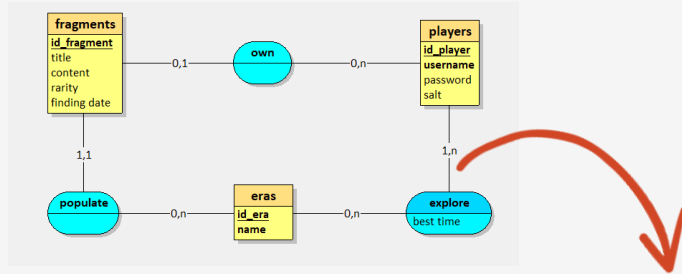 fragments
id_fragment
title
content
rarity
finding date
0,1
own
0,n
players
id_player
username
password
salt
1,1
1,n
populate
0,n
eras
id_era
name
0,n
explore
best time